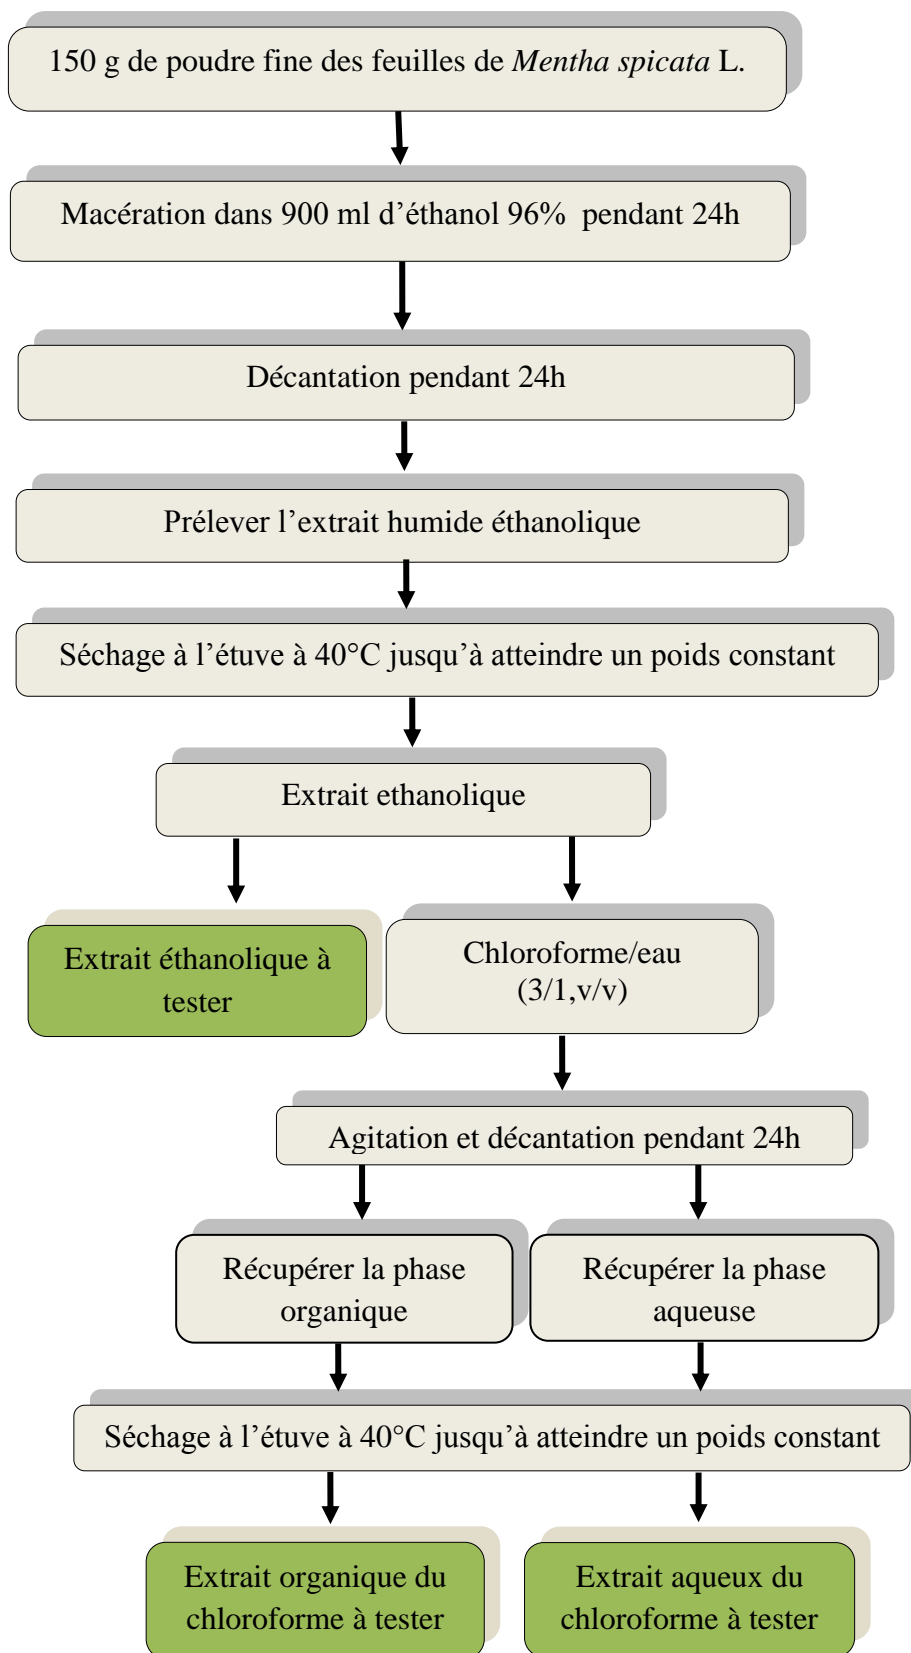 150 g de poudre fine des feuilles de Mentha spicata L.
Macération dans 900 ml d’éthanol 96% pendant 24h
Décantation pendant 24h
Prélever l’extrait humide éthanolique
Séchage à l’étuve à 40°C jusqu’à atteindre un poids constant
Extrait ethanolique
Extrait éthanolique à
tester
Chloroforme/eau
(3/1,v/v)
Agitation et décantation pendant 24h
Récupérer la phase
organique
Récupérer la phase
aqueuse
Séchage à l’étuve à 40°C jusqu’à atteindre un poids constant
Extrait organique du
chloroforme à tester
Extrait aqueux du
chloroforme à tester